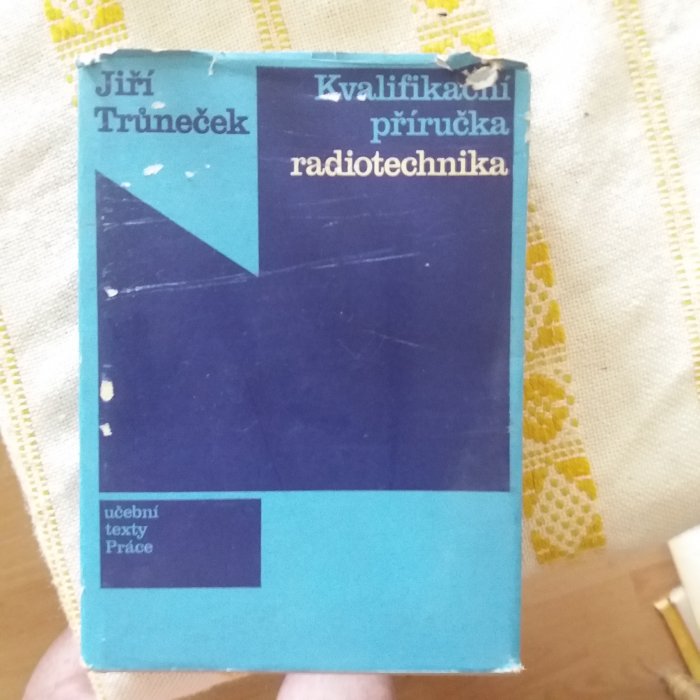 Jiří
Trůneček
Kvalifikační
příručka
radiotechnika
učební
texty
Práce